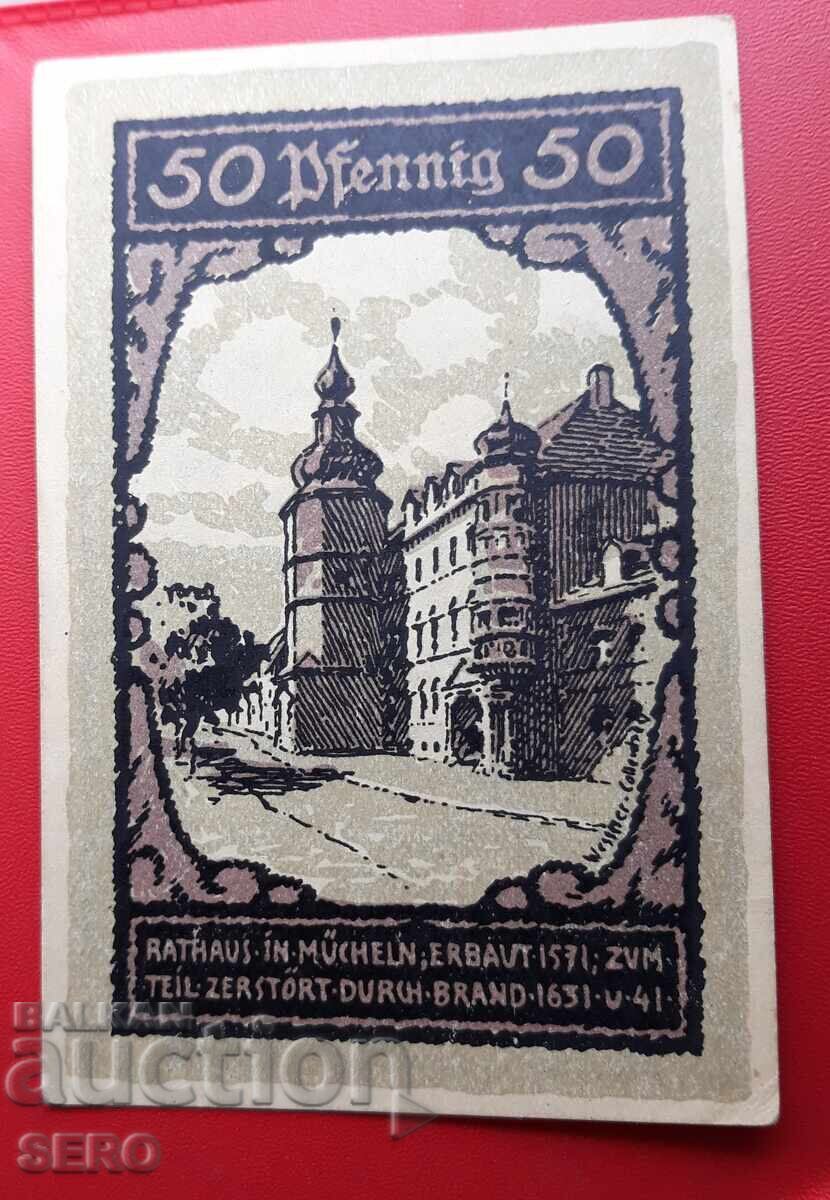 50 Pfennig 50
RATHAUS·IN·MÜCHELN;ERBAUT·1571;ZUM·
TEIL·ZERSTÖRT·DURCH·BRAND·1631·U·41·
BALKAN
auction
SERO